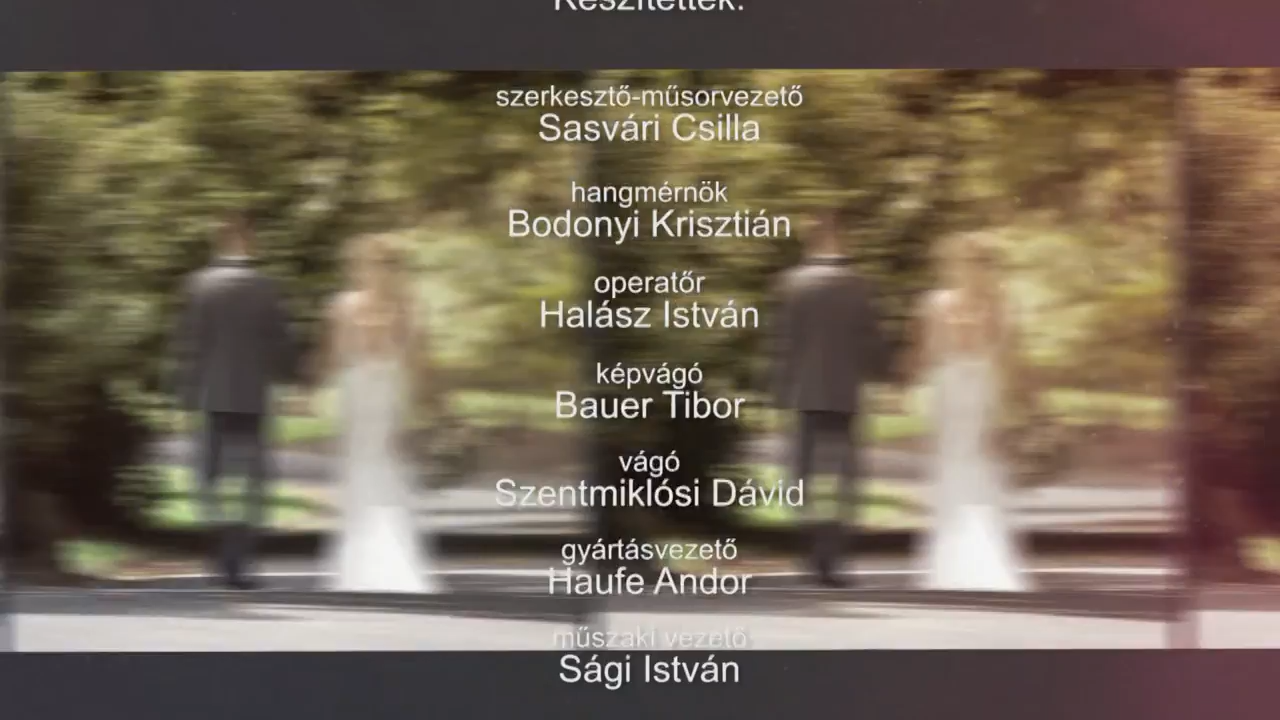 Készítették:
szerkesztő-műsorvezető
Sasvári Csilla
hangmérnök
Bodonyi Krisztián
operatőr
Halász István
képvágó
Bauer Tibor
vágó
Szentmiklósi Dávid
gyártásvezető
Haufe Andor
műszaki vezető
Sági István